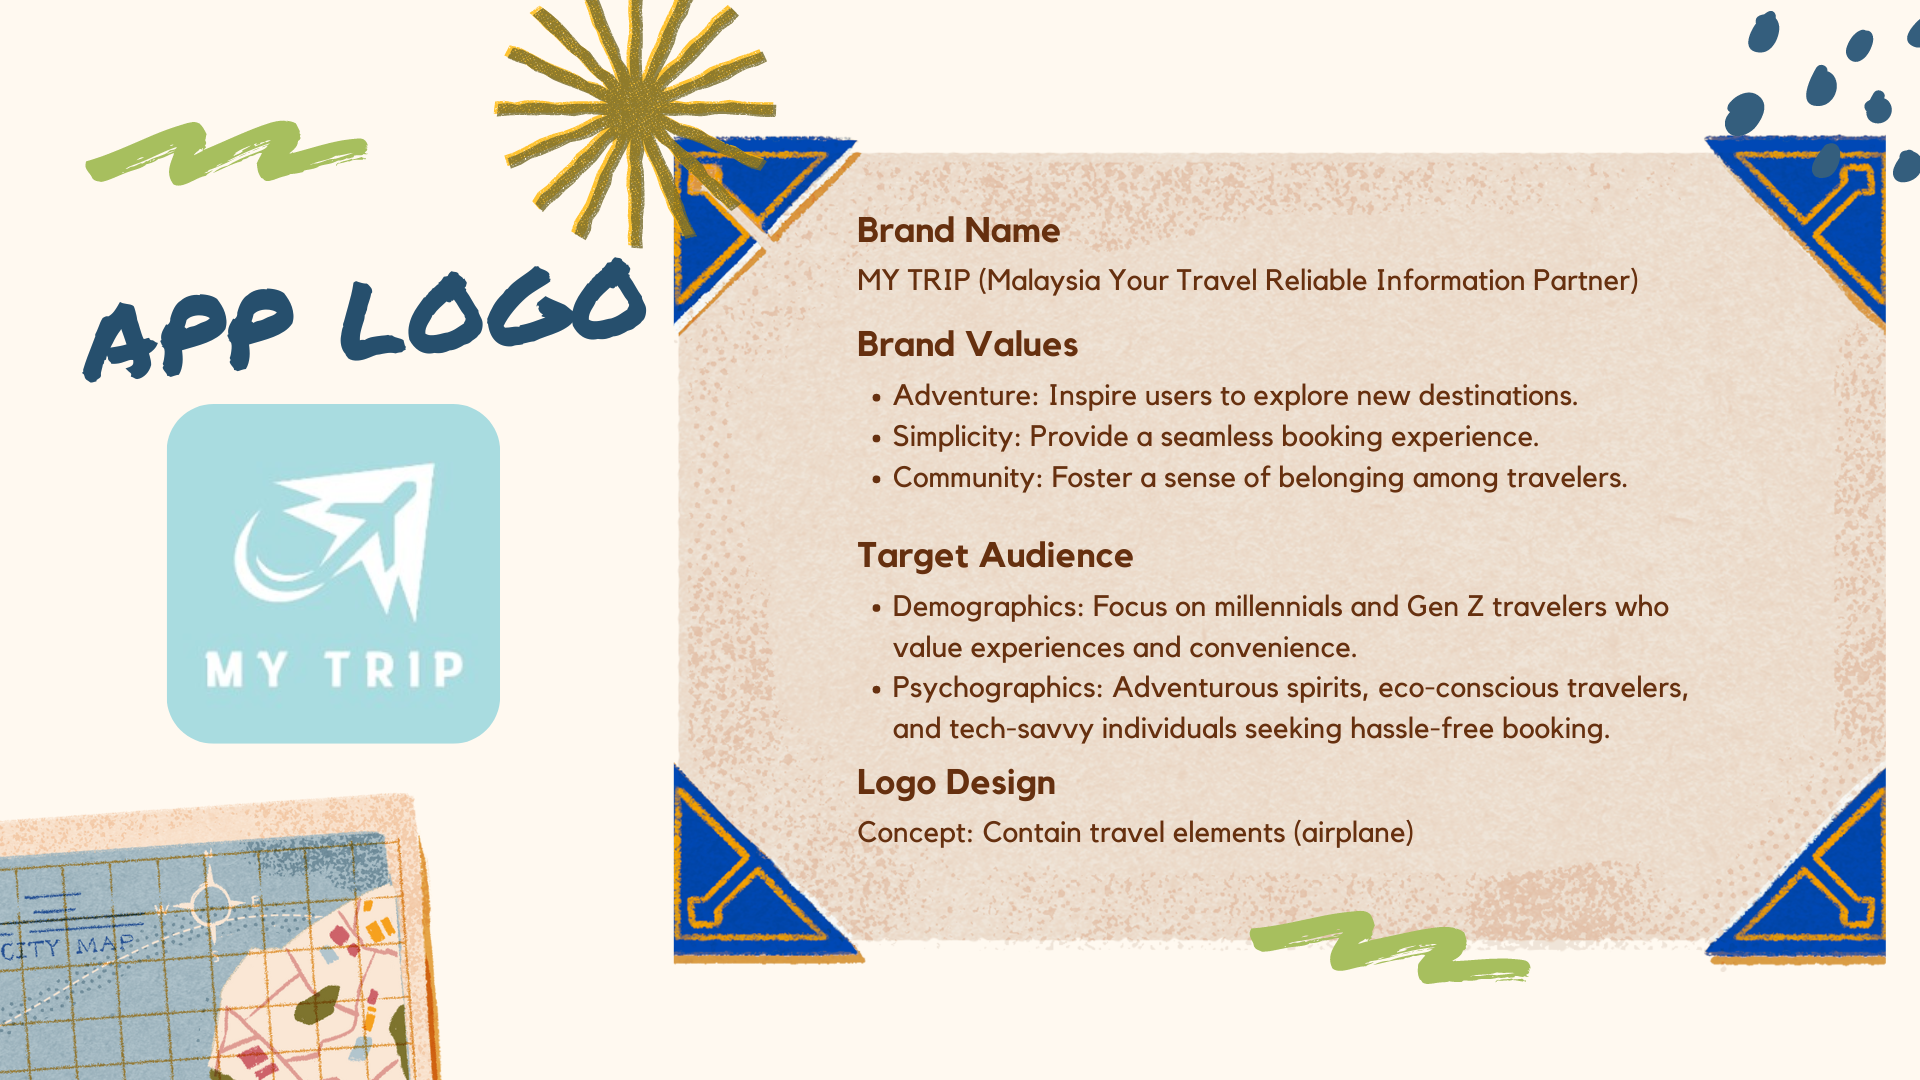 APP LOGO
MY TRIP
Brand Name
MY TRIP (Malaysia Your Travel Reliable Information Partner)
Brand Values
• Adventure: Inspire users to explore new destinations.
• Simplicity: Provide a seamless booking experience.
• Community: Foster a sense of belonging among travelers.
Target Audience
• Demographics: Focus on millennials and Gen Z travelers who
value experiences and convenience.
• Psychographics: Adventurous spirits, eco-conscious travelers,
and tech-savvy individuals seeking hassle-free booking.
Logo Design
Concept: Contain travel elements (airplane)
N
W E
S
CITY MAP